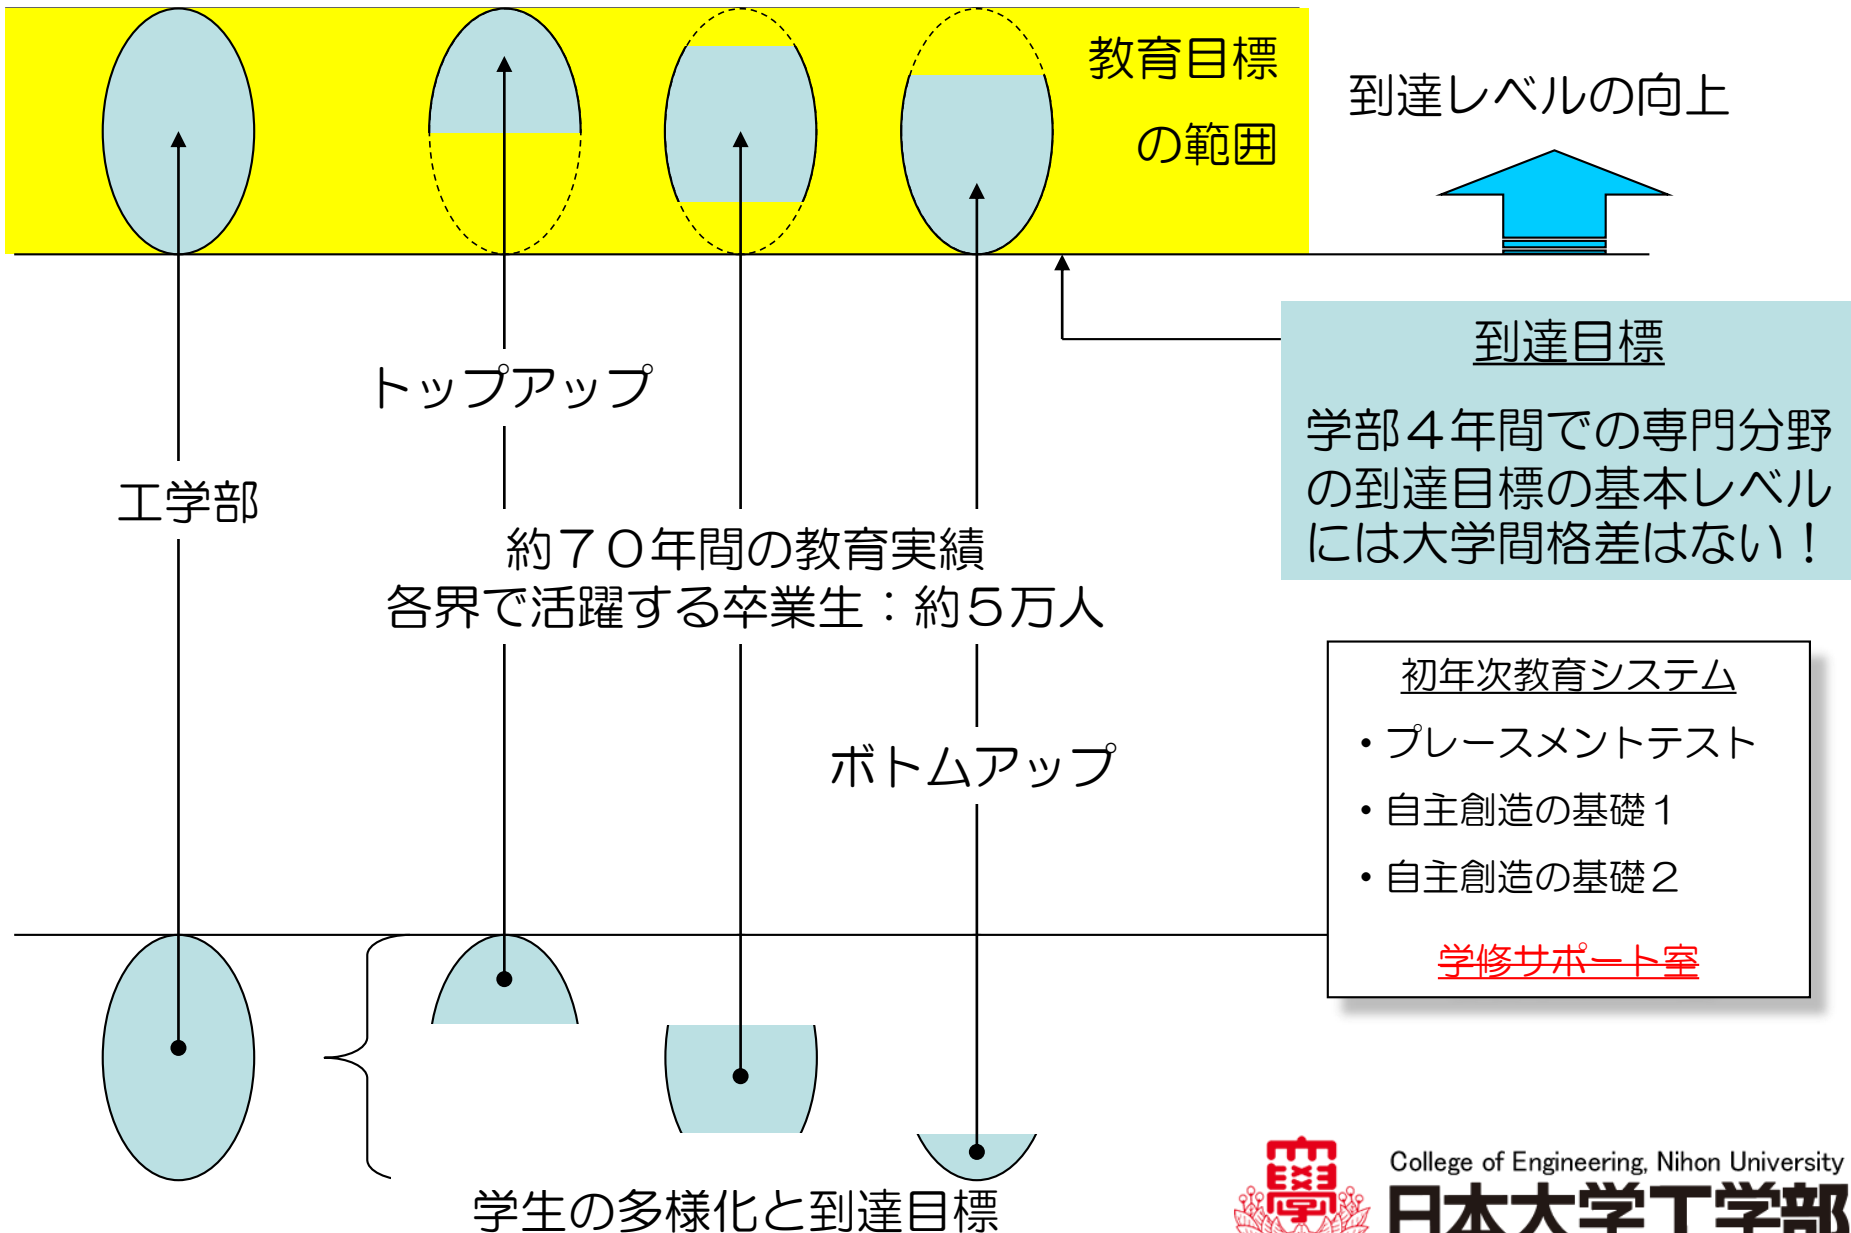 教育目標
の範囲
到達レベルの向上
到達目標
学部４年間での専門分野
の到達目標の基本レベル
には大学間格差はない！
トップアップ
工学部
約７０年間の教育実績
各界で活躍する卒業生：約５万人
ボトムアップ
初年次教育システム
・プレースメントテスト
・自主創造の基礎１
・自主創造の基礎２
学修サポート室
学生の多様化と到達目標
College of Engineering, Nihon University
日本大学工学部